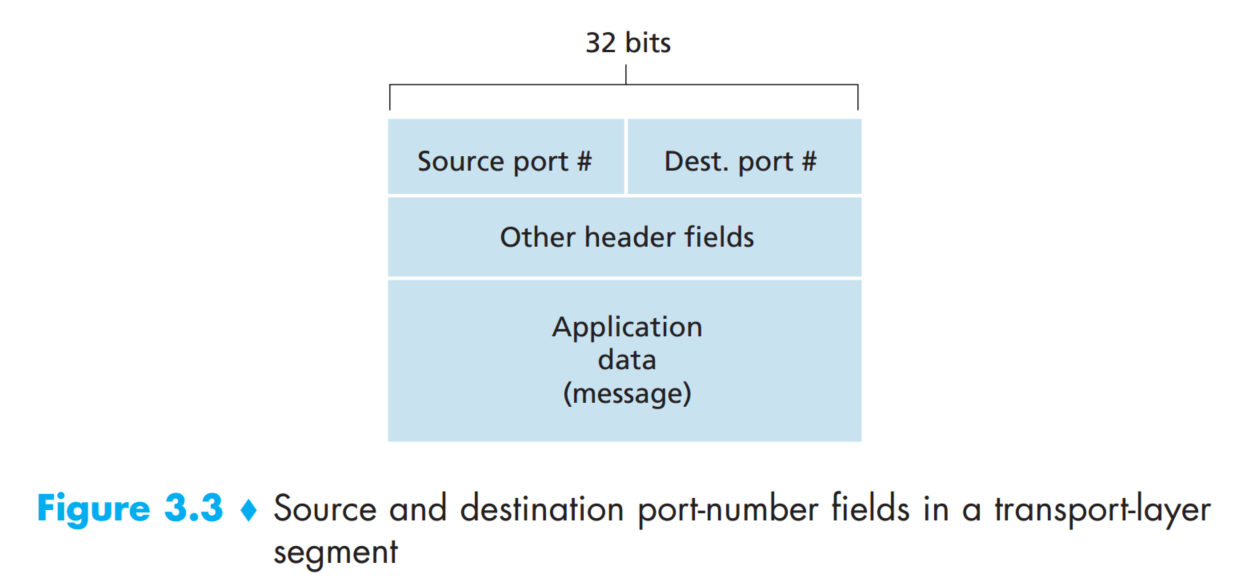 32 bits
Source port # Dest. port #
Other header fields
Application
data
(message)
Figure 3.3 ♦ Source and destination port-number fields in a transport-layer
segment